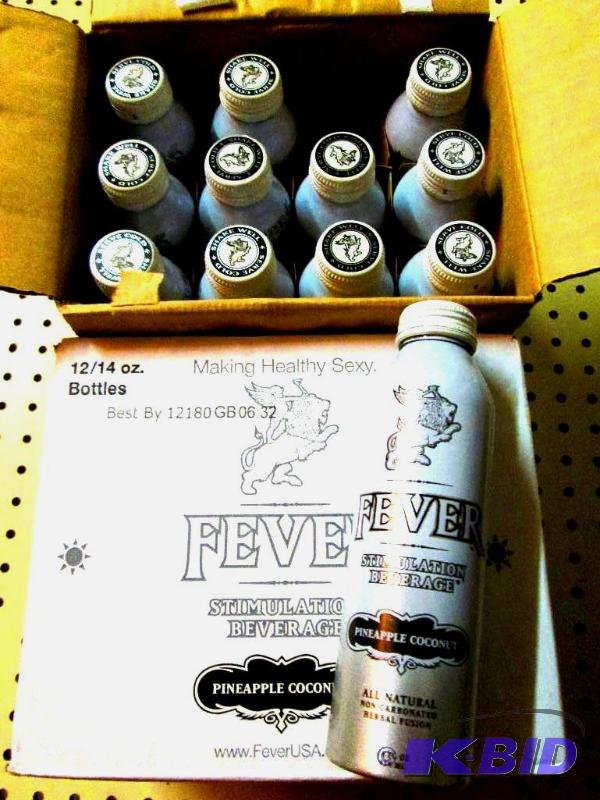 SHAKE WELL
SERVE COLD
12/14 oz.
Bottles
Making Healthy Sexy.
Best By 12180 GB 06:32
FEVE
STIMULATIO
BEVERAGE
PINEAPPLE COCON
www.FeverUSA.
FEVER
STIMULATION
BEVERAGE
PINEAPPLE COCONUT
ALL NATURAL
NON CARBONATED
HERBAL FUSION
KBID